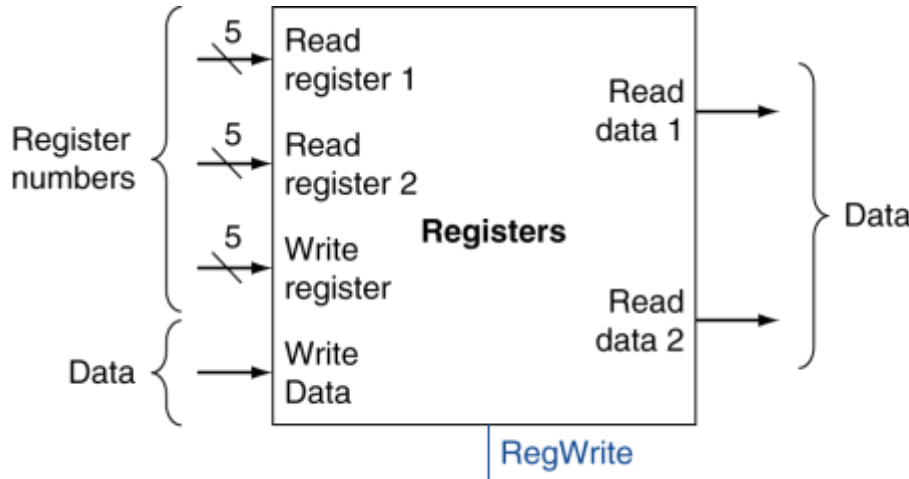 Register
numbers
Data
5
Read
register 1
5
Read
register 2
5
Write
register
Write
Data
Registers
Read
data 1
Read
data 2
Data
RegWrite